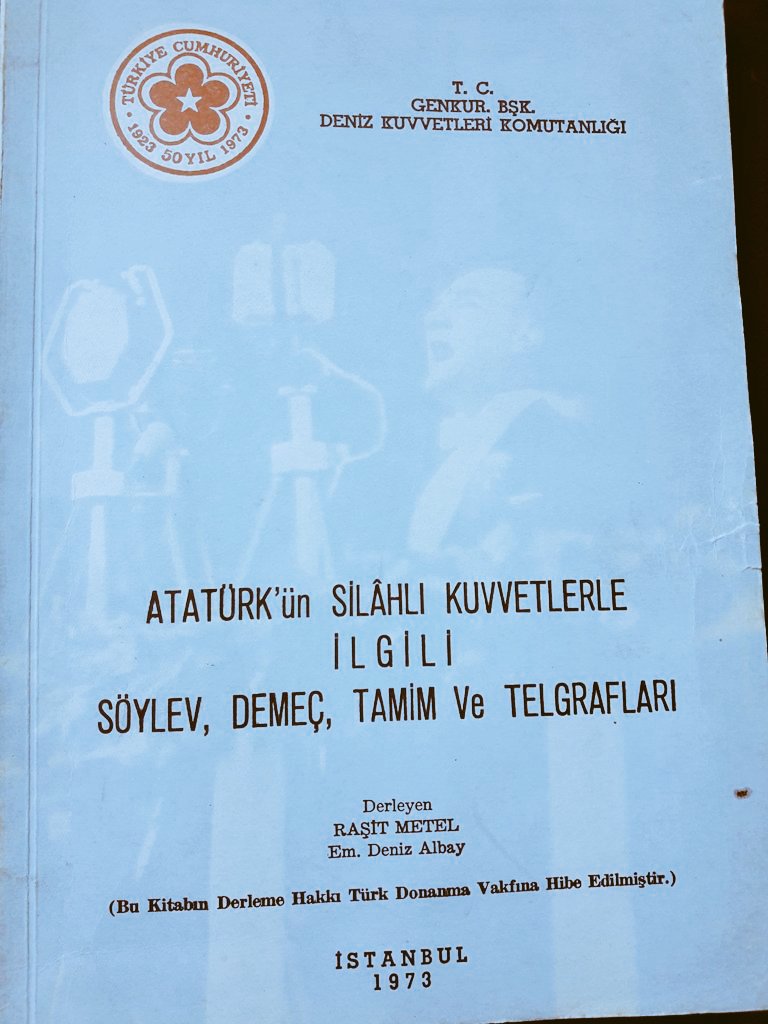 TÜRKİYE CUMHURİYETİ
1923 50 YIL 1973
T. C.
GENKUR. BŞK.
DENİZ KUVVETLERİ KOMUTANLIĞI
ATATÜRK'ün SİLÂHLI KUVVETLERLE
İLGİLİ
SÖYLEV, DEMEÇ, TAMİM Ve TELGRAFLARI
Derleyen
RAŞİT METEL
Em. Deniz Albay
(Bu Kitabın Derleme Hakkı Türk Donanma Vakfına Hibe Edilmiştir.)
İSTANBUL
1973